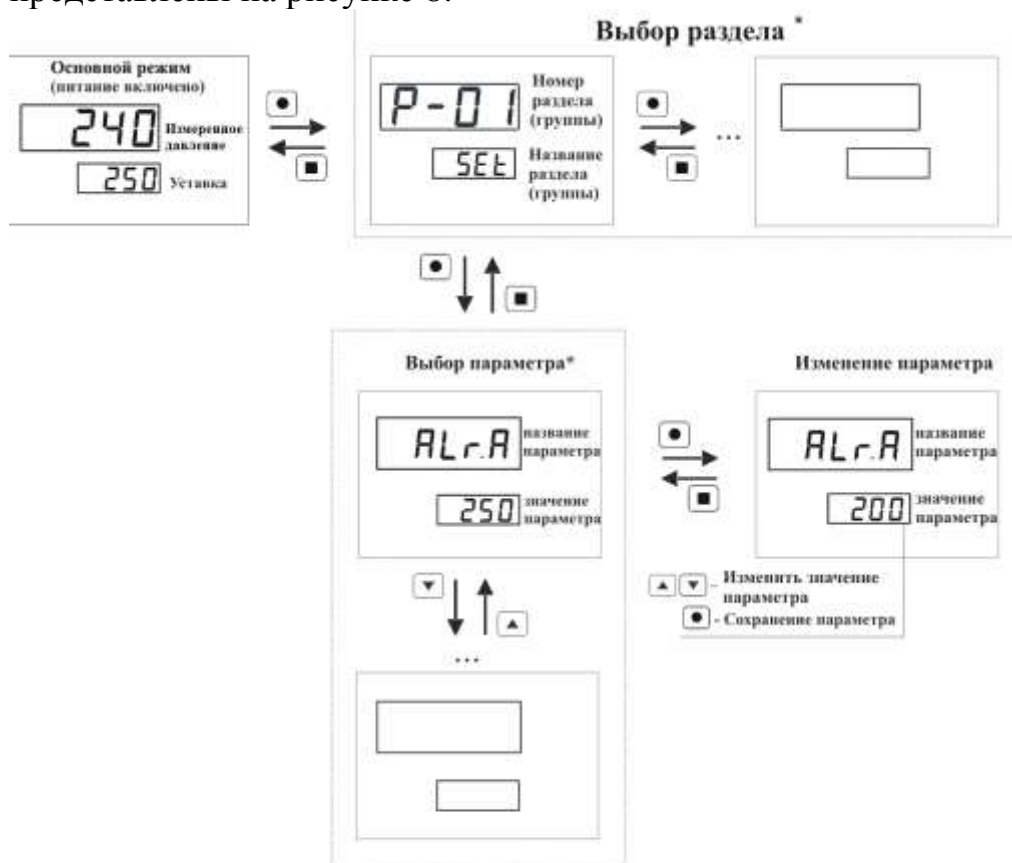 представлены на рисунке 8.
Выбор раздела *
Основной режим
(питание включено)
240
Измеренное
давление
250
Уставка
P-01
Номер
раздела
(группы)
SEt
Название
раздела
(группы)
...
Выбор параметра*
Изменение параметра
ALr.A
название
параметра
250
значение
параметра
ALr.A
название
параметра
200
значение
параметра
– Изменить значение
параметра
- Сохранение параметра
...